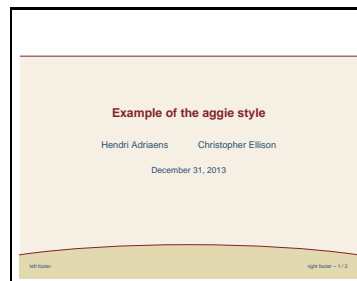 Example of the aggie style
Hendri Adriaens Christopher Ellison
December 31, 2013
left footer right footer – 1 / 2